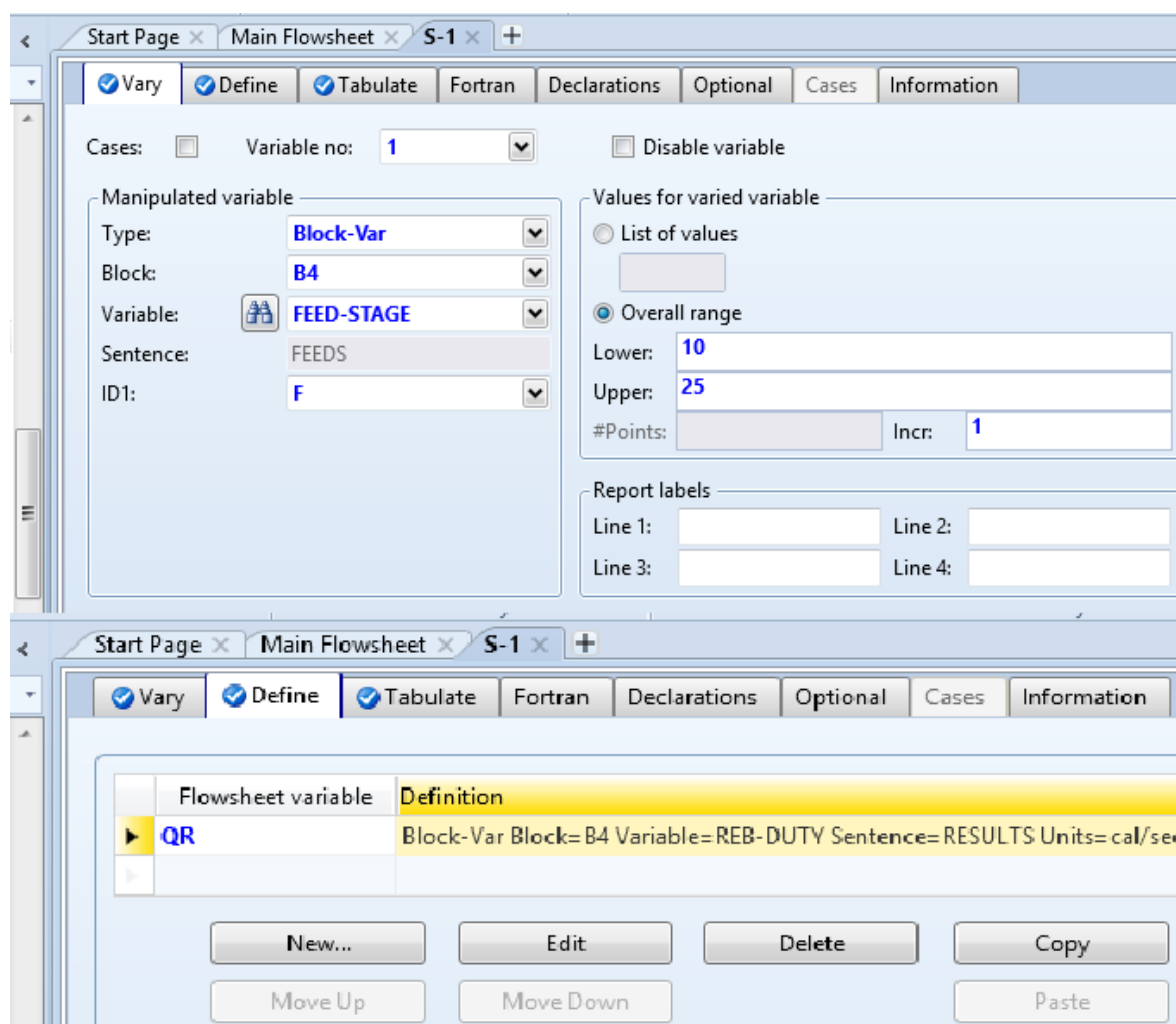 Start Page Main Flowsheet S-1
Vary Define Tabulate Fortran Declarations Optional Cases Information
Cases: Variable no: 1 Disable variable
Manipulated variable
Type: Block-Var
Block: B4
Variable: FEED-STAGE
Sentence: FEEDS
ID1: F
Values for varied variable
List of values
Overall range
Lower: 10
Upper: 25
#Points: Incr: 1
Report labels
Line 1: Line 2:
Line 3: Line 4:
Start Page Main Flowsheet S-1
Vary Define Tabulate Fortran Declarations Optional Cases Information
Flowsheet variable Definition
QR Block-Var Block=B4 Variable=REB-DUTY Sentence=RESULTS Units=cal/se
New... Edit Delete Copy
Move Up Move Down Paste